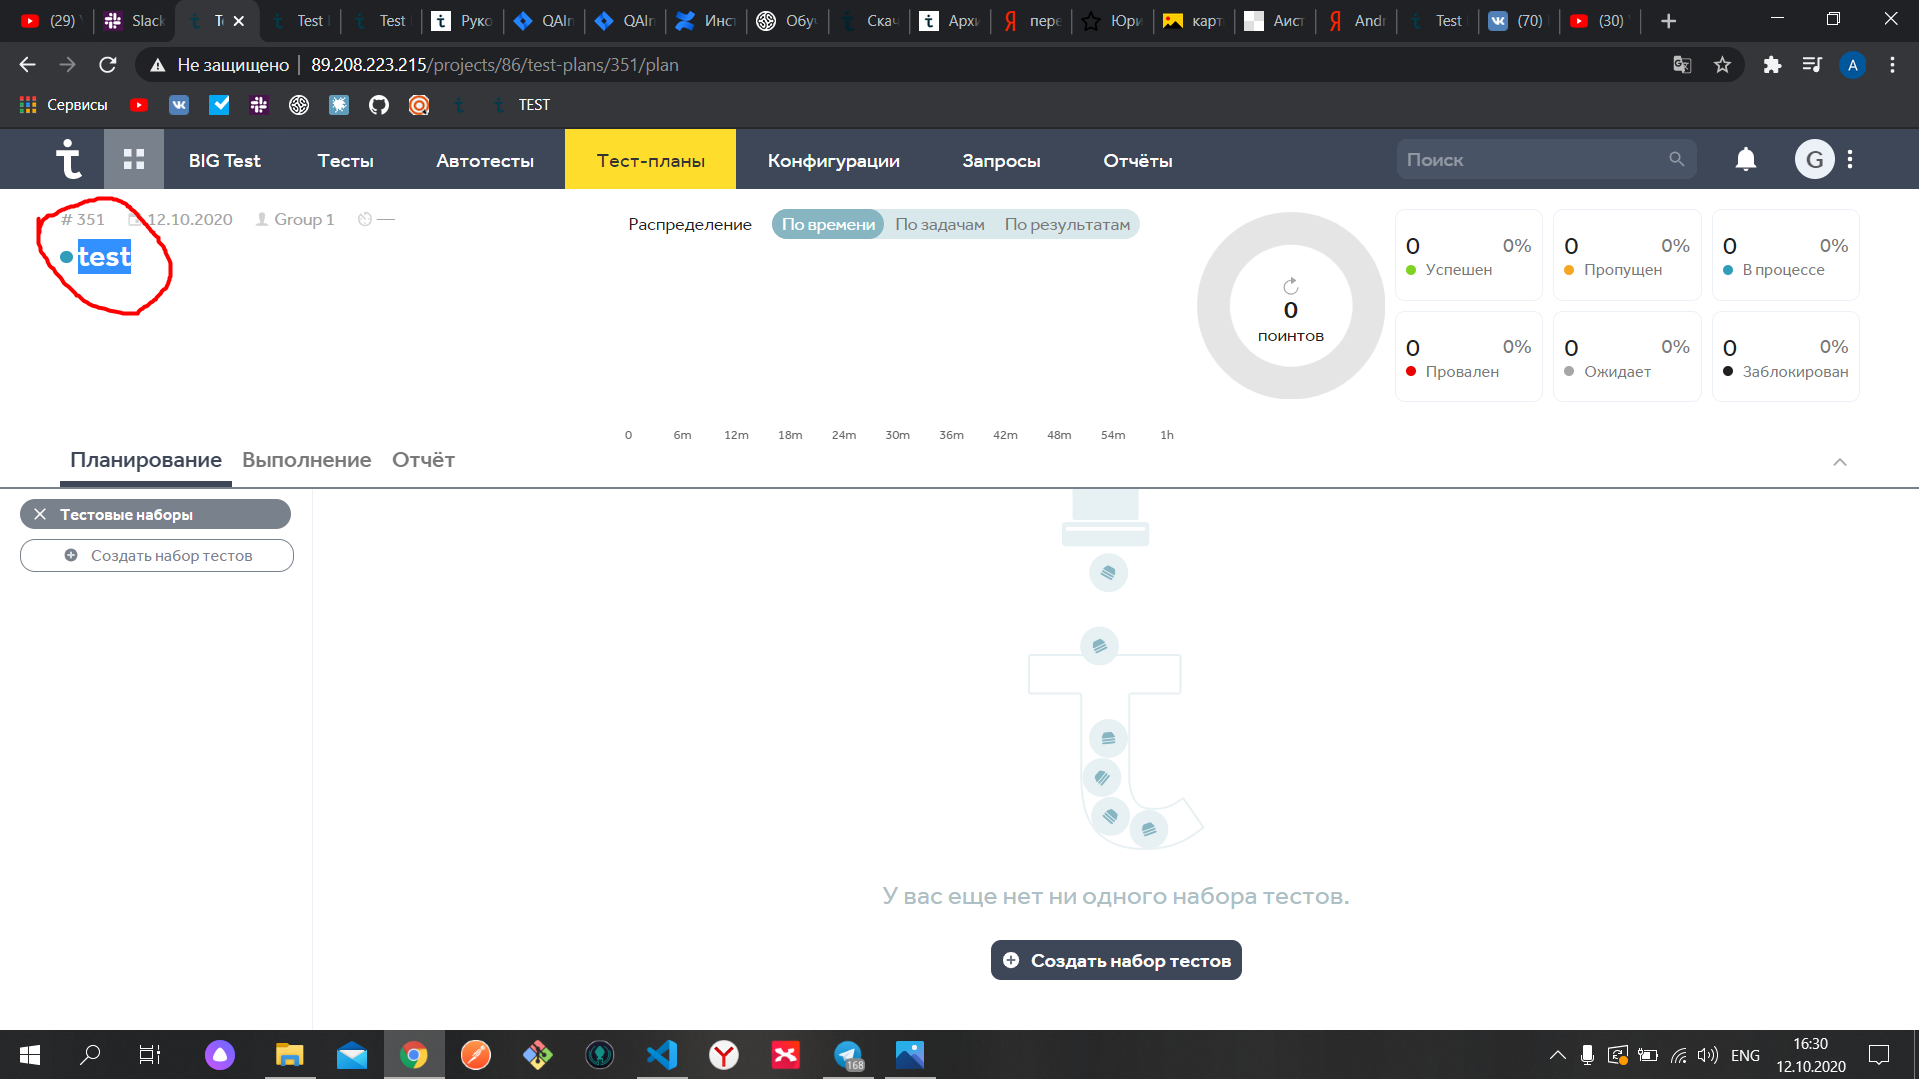 (29)
Slack
Test
Test
Руко
QAIn
QAIn
Инст
Обу
Скач
Архи
пере
Юри
карт
Аист
Andr
Test
(70)
(30)
Не защищено
89.208.223.215/projects/86/test-plans/351/plan
Сервисы
TEST
BIG Test
Тесты
Автотесты
Тест-планы
Конфигурации
Запросы
Отчёты
Поиск
G
# 351
12.10.2020
Group 1
—
test
Распределение
По времени
По задачам
По результатам
0
поинтов
0 0%
Успешен
0 0%
Пропущен
0 0%
В процессе
0 0%
Провален
0 0%
Ожидает
0 0%
Заблокирован
0 6m 12m 18m 24m 30m 36m 42m 48m 54m 1h
Планирование
Выполнение
Отчёт
Тестовые наборы
Создать набор тестов
У вас еще нет ни одного набора тестов.
Создать набор тестов
168
ENG
16:30
12.10.2020